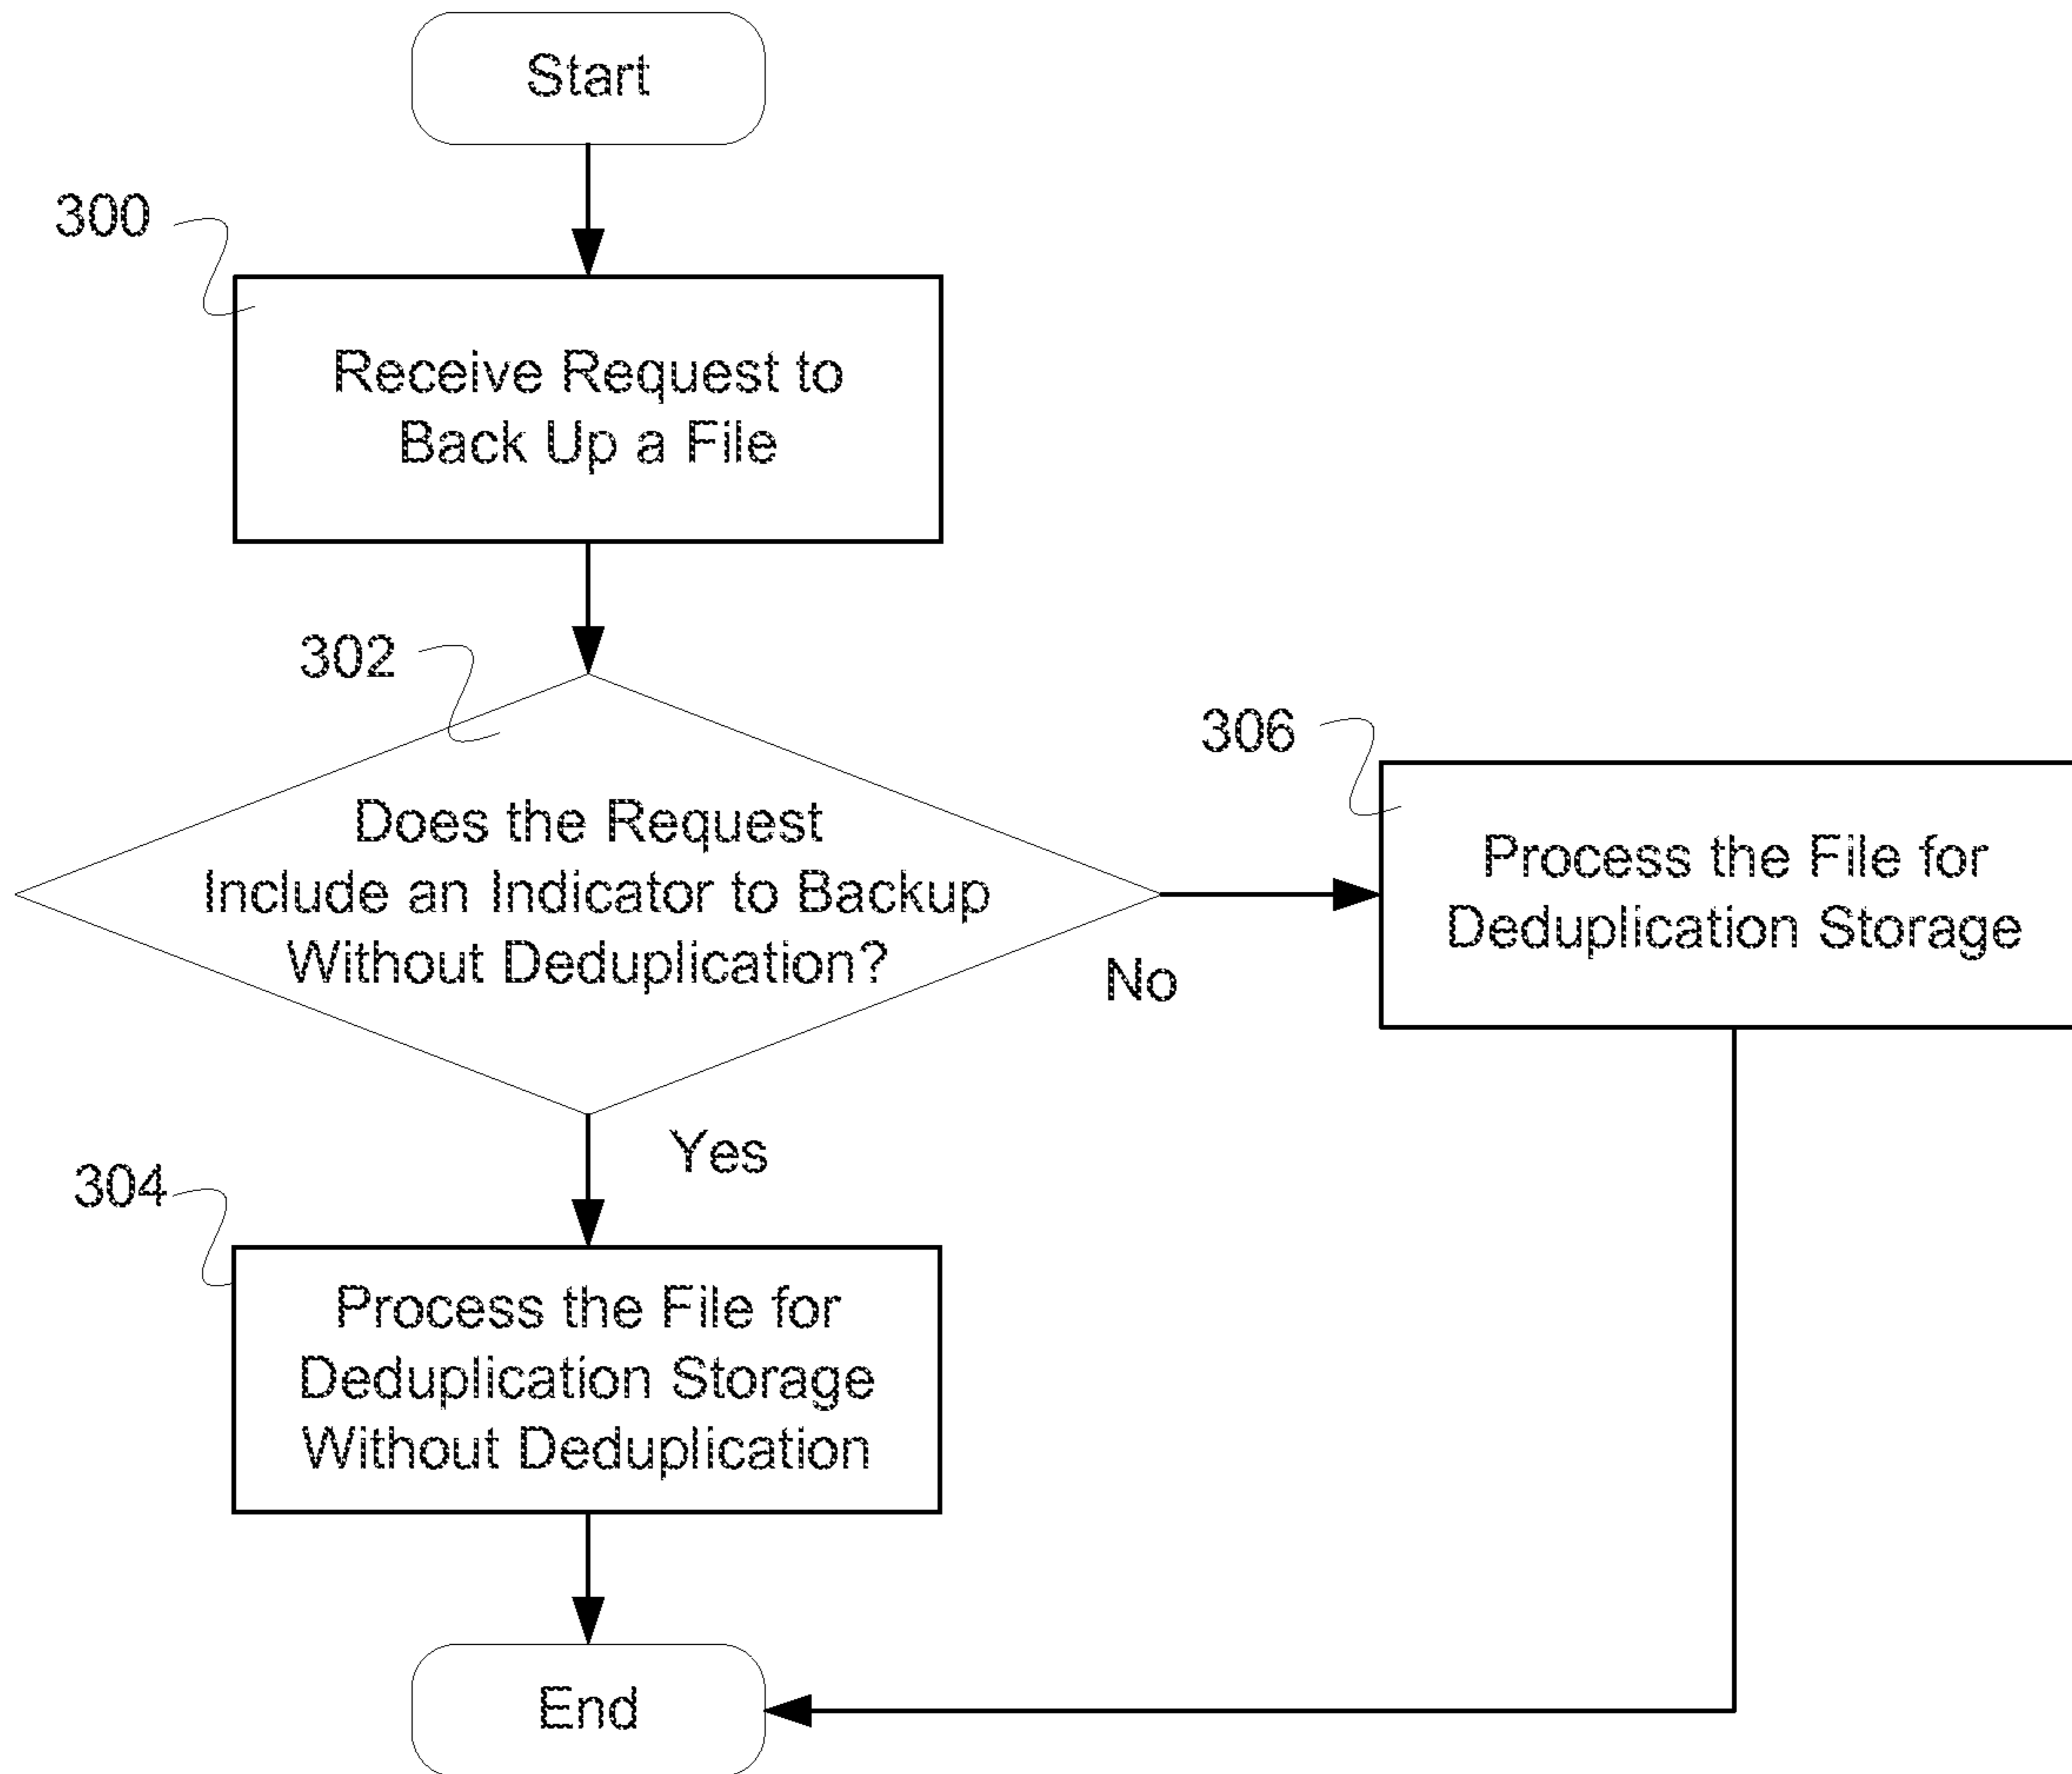 Start
300
Receive Request to
Back Up a File
302
Does the Request
Include an Indicator to Backup
Without Deduplication?
306
Process the File for
Deduplication Storage
No
Yes
304
Process the File for
Deduplication Storage
Without Deduplication
End